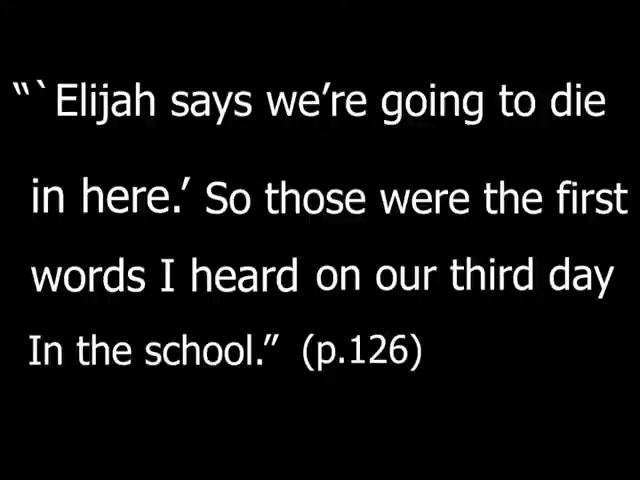 “`Elijah says we’re going to die
in here.’ So those were the first
words I heard on our third day
In the school.” (p.126)